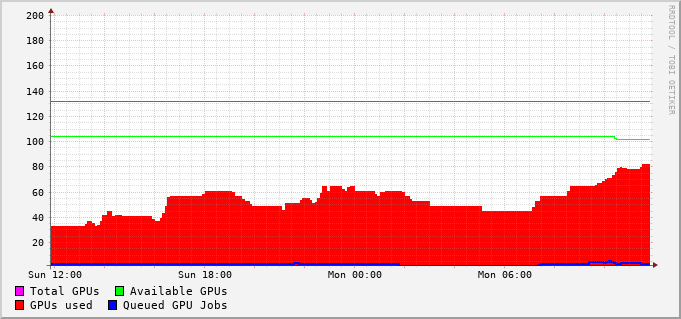 200
180
160
140
120
100
80
60
40
20
Sun 12:00 Sun 18:00 Mon 00:00 Mon 06:00
Total GPUs Available GPUs
GPUs used Queued GPU Jobs
RRDTOOL / TOBI OETIKER